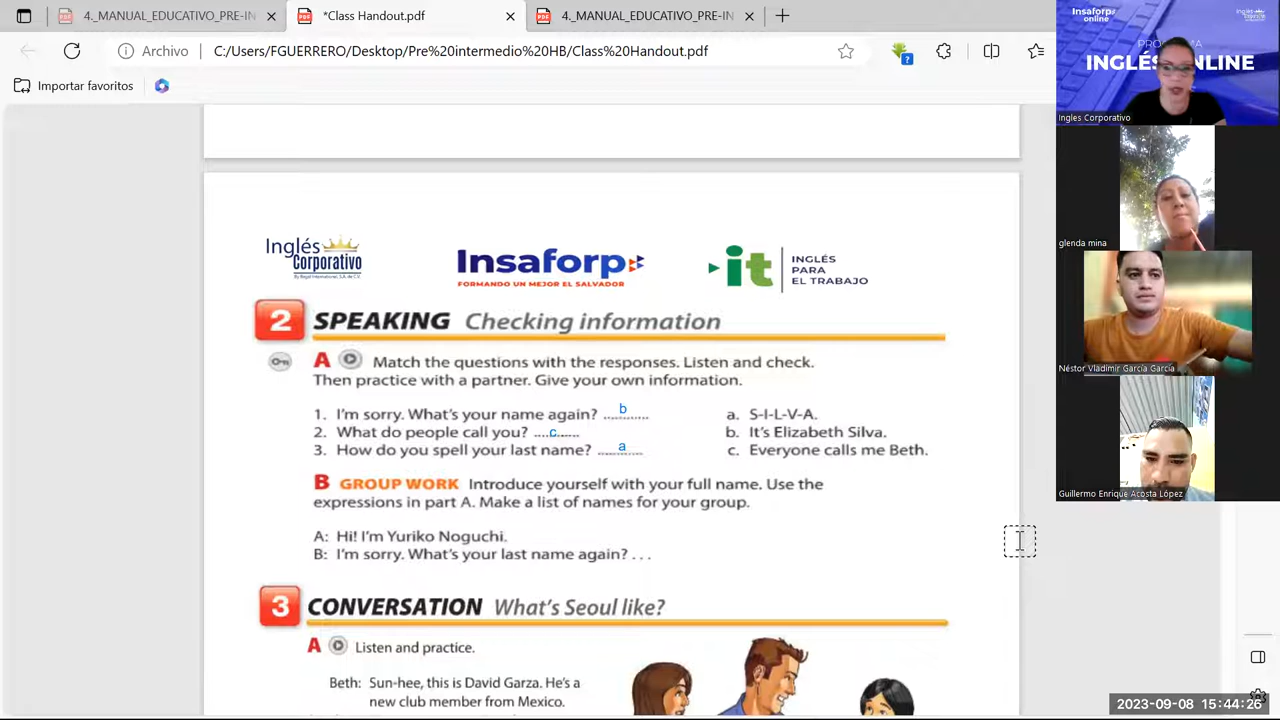 4_MANUAL_EDUCATIVO_PRE-IN
*Class Handout.pdf
4_MANUAL_EDUCATIVO_PRE-IN
Archivo
C:/Users/FGUERRERO/Desktop/Pre%20Intermedio%20HB/Class%20Handout.pdf
Importar favoritos
Inglés
Corporativo
Insaforp
FORMANDO UN MEJOR EL SALVADOR
it
INGLÉS
PARA
EL TRABAJO
2 SPEAKING Checking information
A Match the questions with the responses. Listen and check.
Then practice with a partner. Give your own information.
1. I'm sorry. What's your name again? b
2. What do people call you? c
3. How do you spell your last name? a
a. S-I-L-V-A.
b. It's Elizabeth Silva.
c. Everyone calls me Beth.
B GROUP WORK Introduce yourself with your full name. Use the
expressions in part A. Make a list of names for your group.
A: Hi! I'm Yuriko Noguchi.
B: I'm sorry. What's your last name again? . . .
3 CONVERSATION What's Seoul like?
A Listen and practice.
Beth: Sun-hee, this is David Garza. He's a
new club member from Mexico.
Insaforp
online
INGLÉS ONLINE
Ingles Corporativo
glenda mina
Néstor Vladimir García García
Guillermo Enrique Acosta López
2023-09-08 15:44:26